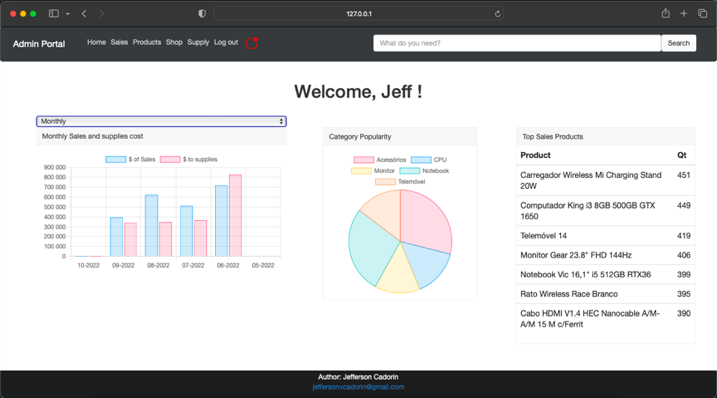 127.0.0.1
Admin Portal Home Sales Products Shop Supply Log out What do you need? Search
Welcome, Jeff !
Monthly
Monthly Sales and supplies cost
$ of Sales $ to supplies
900 000
800 000
700 000
600 000
500 000
400 000
300 000
200 000
100 000
0
10-2022 09-2022 08-2022 07-2022 06-2022 05-2022
Category Popularity
Acessórios CPU
Monitor Notebook
Telemóvel
Top Sales Products
Product Qt
Carregador Wireless Mi Charging Stand 451
20W
Computador King i3 8GB 500GB GTX 449
1650
Telemóvel 14 419
Monitor Gear 23.8" FHD 144Hz 406
Notebook Vic 16,1" i5 512GB RTX36 399
Rato Wireless Race Branco 395
Cabo HDMI V1.4 HEC Nanocable A/M- 390
A/M 15 M c/Ferrit
Author: Jefferson Cadorin
jeffersonvcadorin@gmail.com